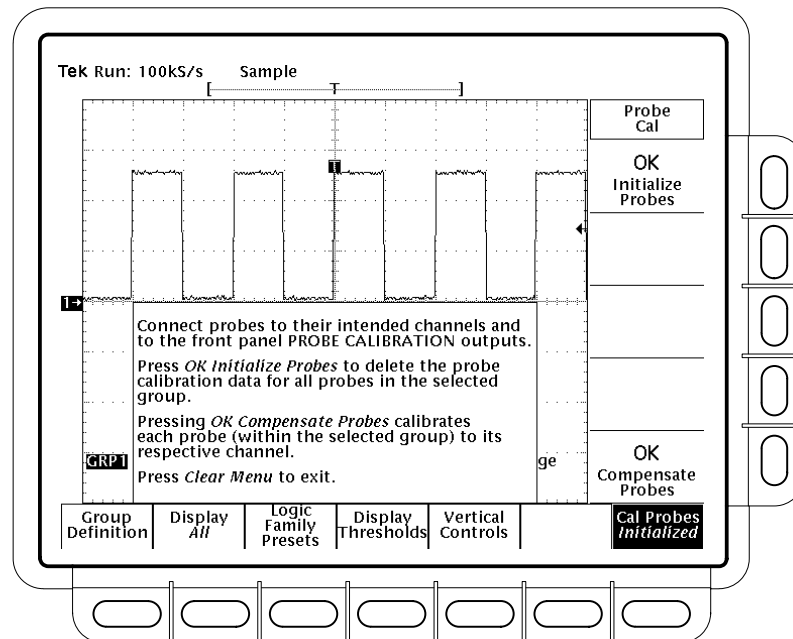 Tek Run: 100kS/s Sample
[ T ]
Probe
Cal
OK
Initialize
Probes
T
1→
Connect probes to their intended channels and
to the front panel PROBE CALIBRATION outputs.
Press OK Initialize Probes to delete the probe
calibration data for all probes in the selected
group.
Pressing OK Compensate Probes calibrates
each probe (within the selected group) to its
respective channel.
Press Clear Menu to exit.
GRP1
ge
OK
Compensate
Probes
Group
Definition
Display
All
Logic
Family
Presets
Display
Thresholds
Vertical
Controls
Cal Probes
Initialized